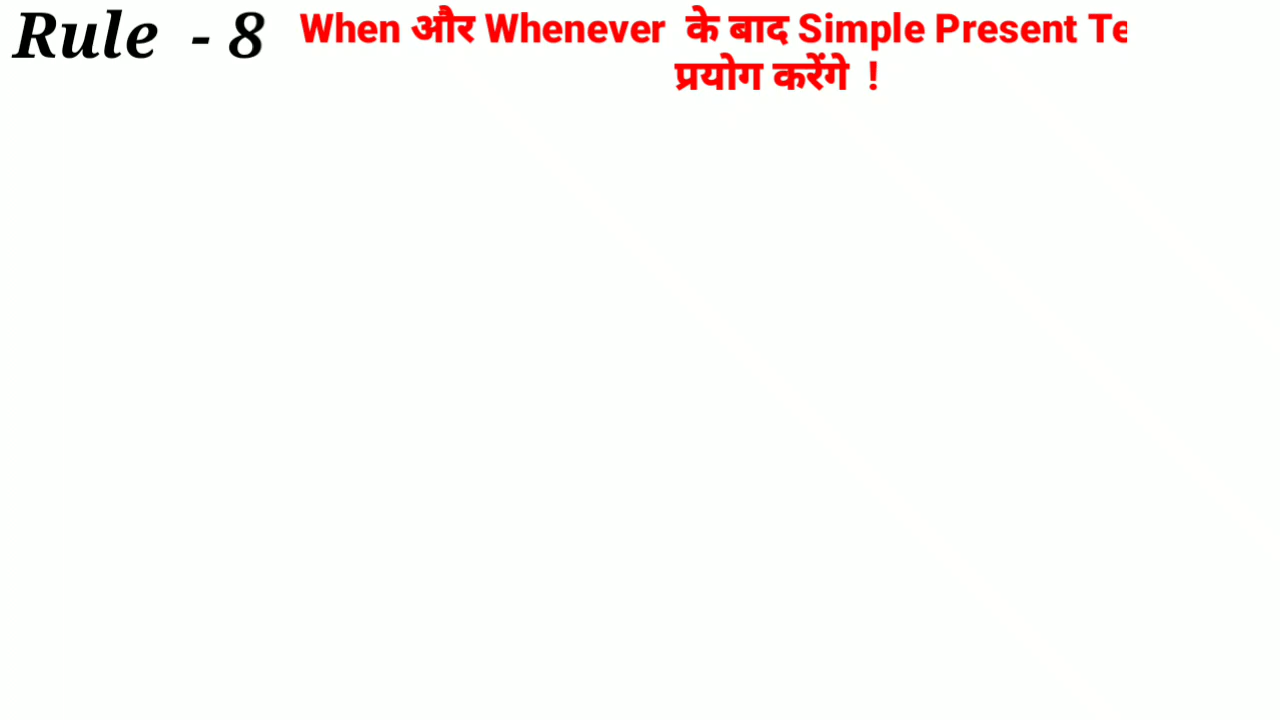 Rule - 8
When और Whenever के बाद Simple Present
प्रयोग करेंगे !